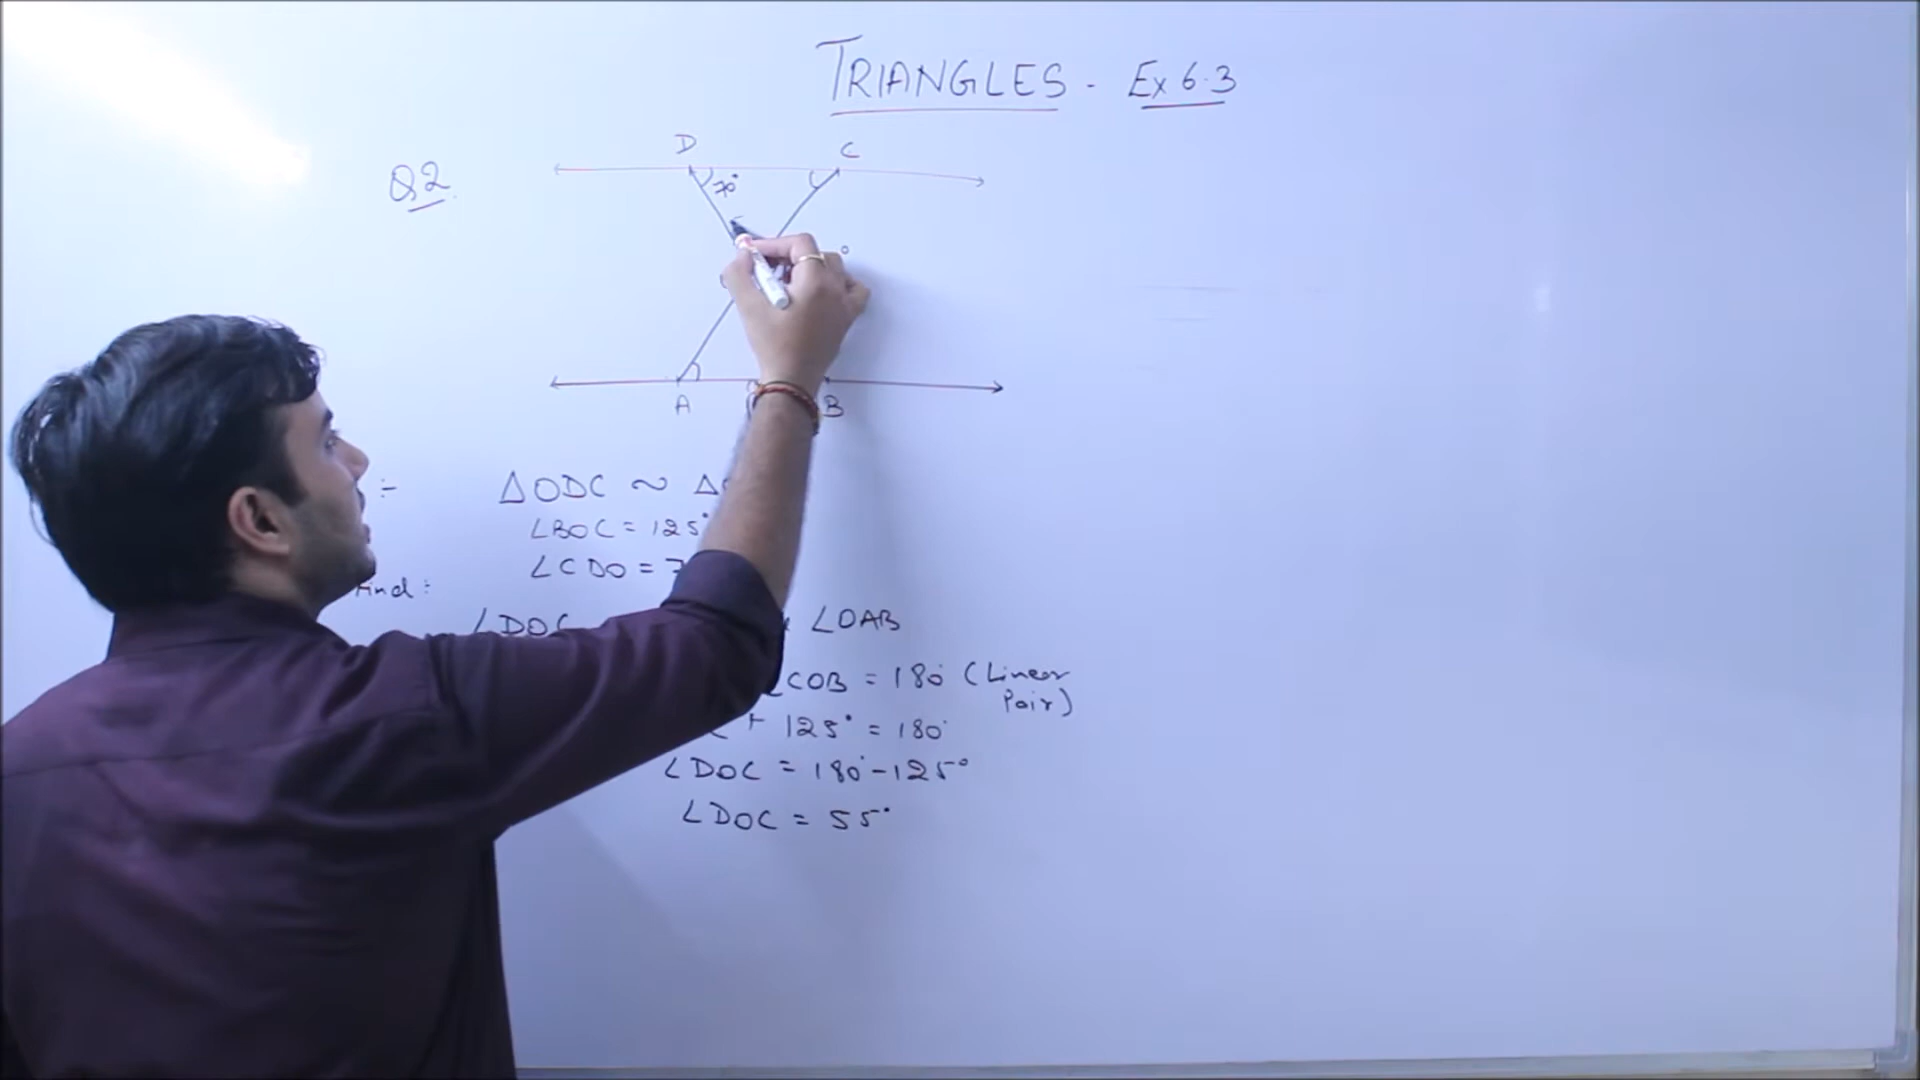 TRIANGLES - Ex 6.3
Q2.
D C
70°
°
A B
:- ΔODC ~ Δ
∠BOC = 125°
∠CDO = 7
Find :
∠DOC ∠OAB
∠COB = 180° (Linear Pair)
+ 125° = 180°
∠DOC = 180° - 125°
∠DOC = 55°